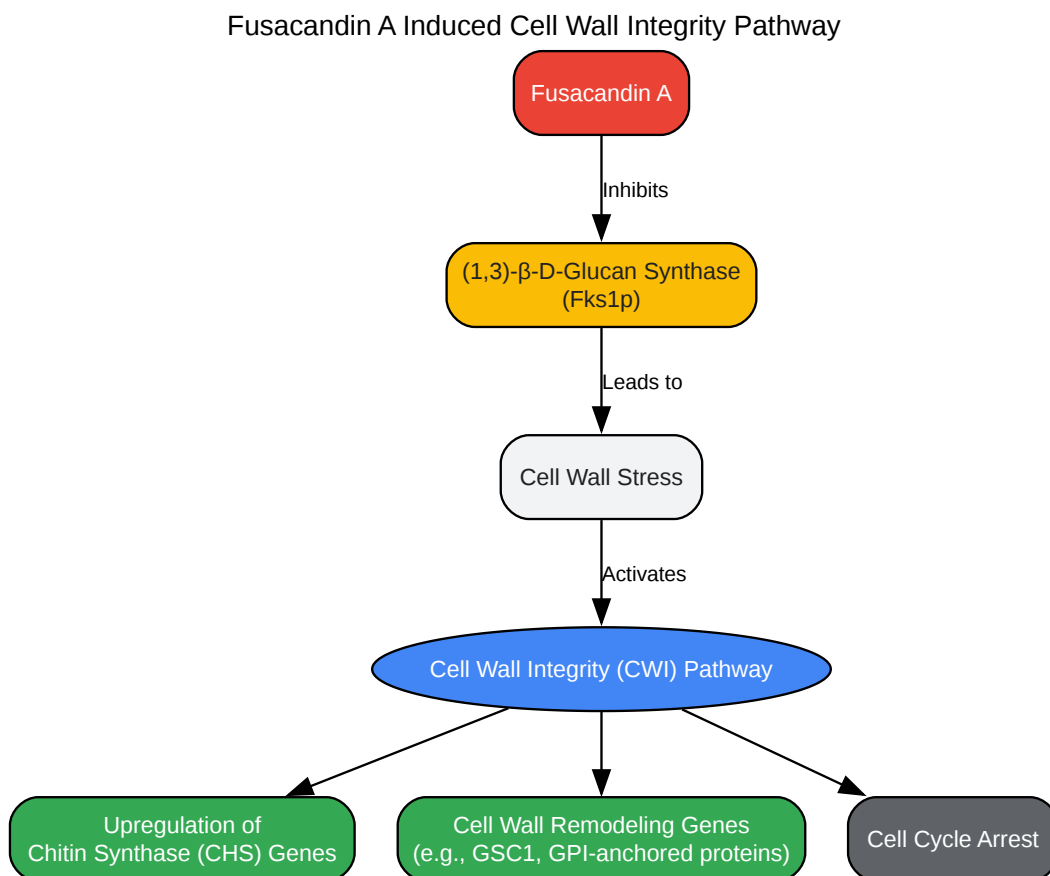 Fusacandin A Induced Cell Wall Integrity Pathway
Fusacandin A
Inhibits
(1,3)-β-D-Glucan Synthase
(Fks1p)
Leads to
Cell Wall Stress
Activates
Cell Wall Integrity (CWI) Pathway
Upregulation of
Chitin Synthase (CHS) Genes
Cell Wall Remodeling Genes
(e.g., GSC1, GPI-anchored proteins)
Cell Cycle Arrest